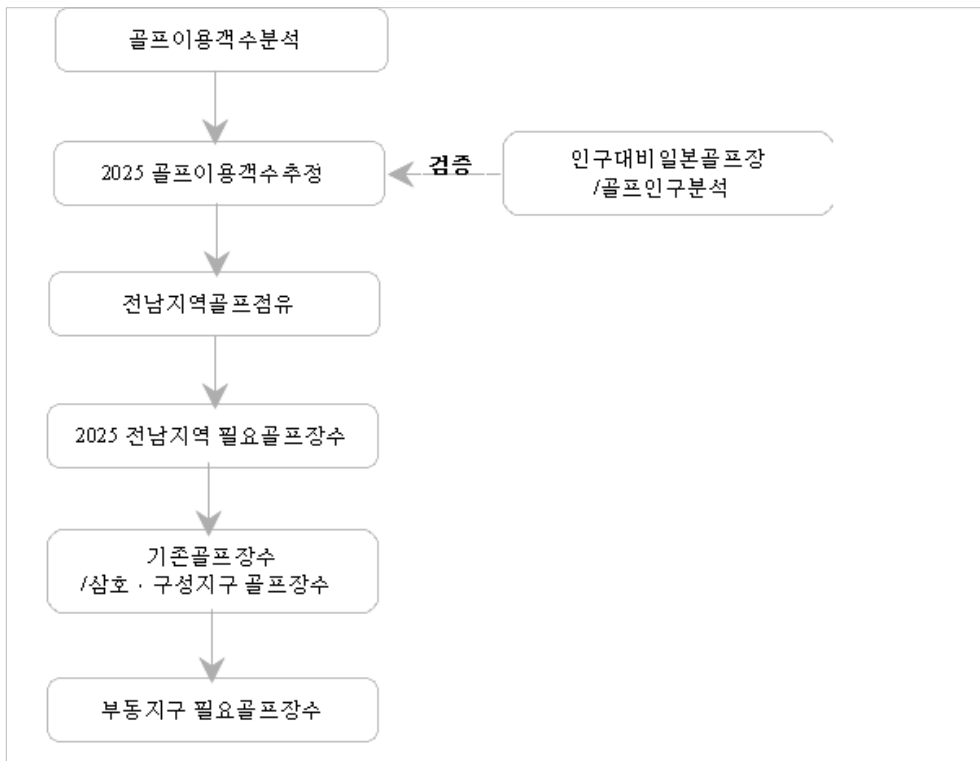 골프이용객수분석
2025 골프이용객수추정
검증
인구대비일본골프장
/골프인구분석
전남지역골프점유
2025 전남지역 필요골프장수
기존골프장수
/삼호 · 구성지구 골프장수
부동지구 필요골프장수